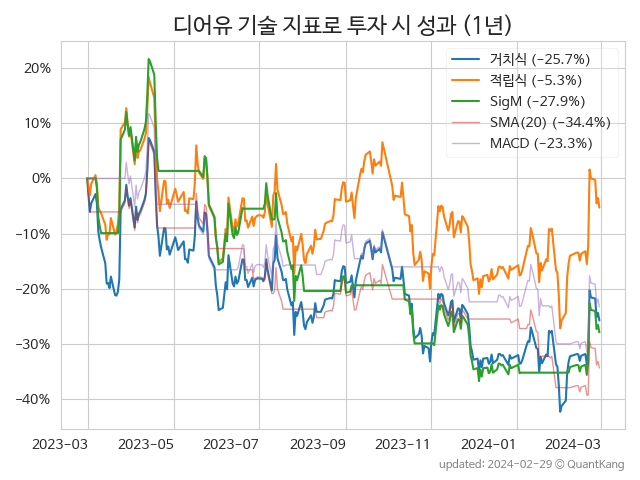 디어유 기술 지표로 투자 시 성과 (1년)
거치식 (−25.7%)
적립식 (−5.3%)
SigM (−27.9%)
SMA(20) (−34.4%)
MACD (−23.3%)
20%
10%
0%
−10%
−20%
−30%
−40%
2023-03 2023-05 2023-07 2023-09 2023-11 2024-01 2024-03
updated: 2024-02-29 © QuantKang